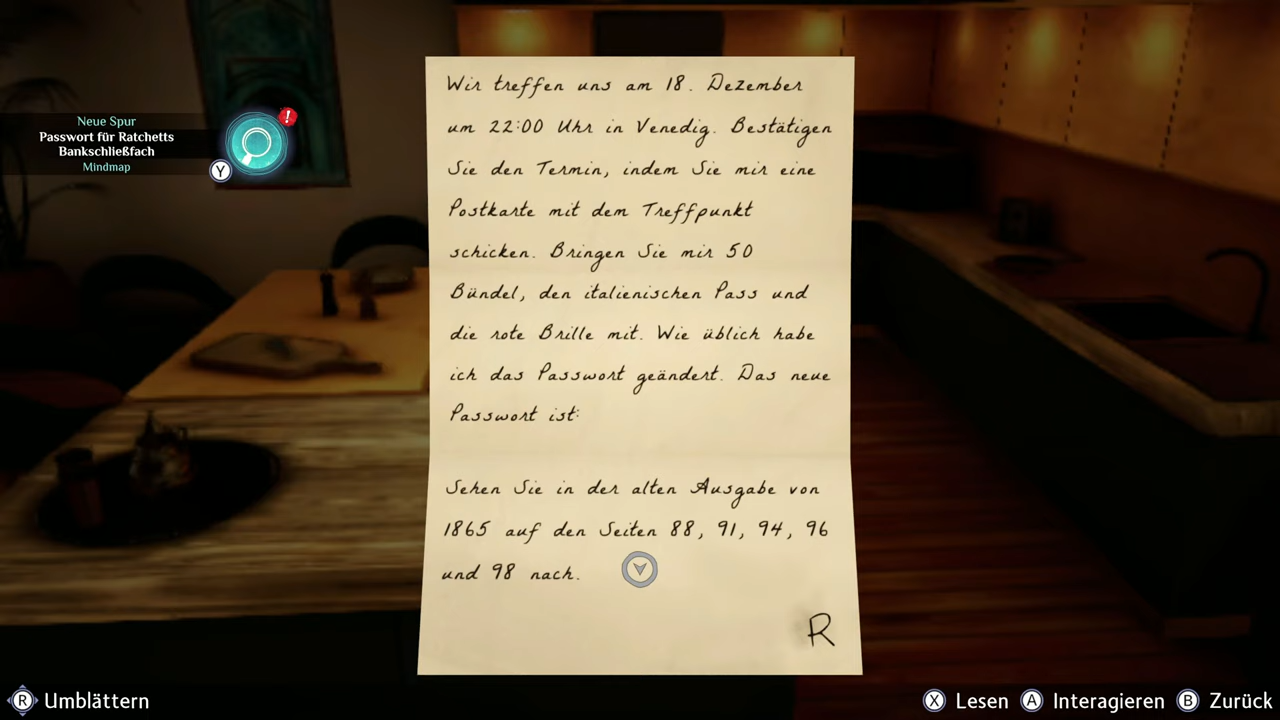 Neue Spur
Passwort für Ratchetts
Bankschließfach
Mindmap
!
Y
Wir treffen uns am 18. Dezember
um 22:00 Uhr in Venedig. Bestätigen
Sie den Termin, indem Sie mir eine
Postkarte mit dem Treffpunkt
schicken. Bringen Sie mir 50
Bündel, den italienischen Pass und
die rote Brille mit. Wie üblich habe
ich das Passwort geändert. Das neue
Passwort ist:
Sehen Sie in der alten Ausgabe von
1865 auf den Seiten 88, 91, 94, 96
und 98 nach.
R
R Umblättern
X Lesen A Interagieren B Zurück